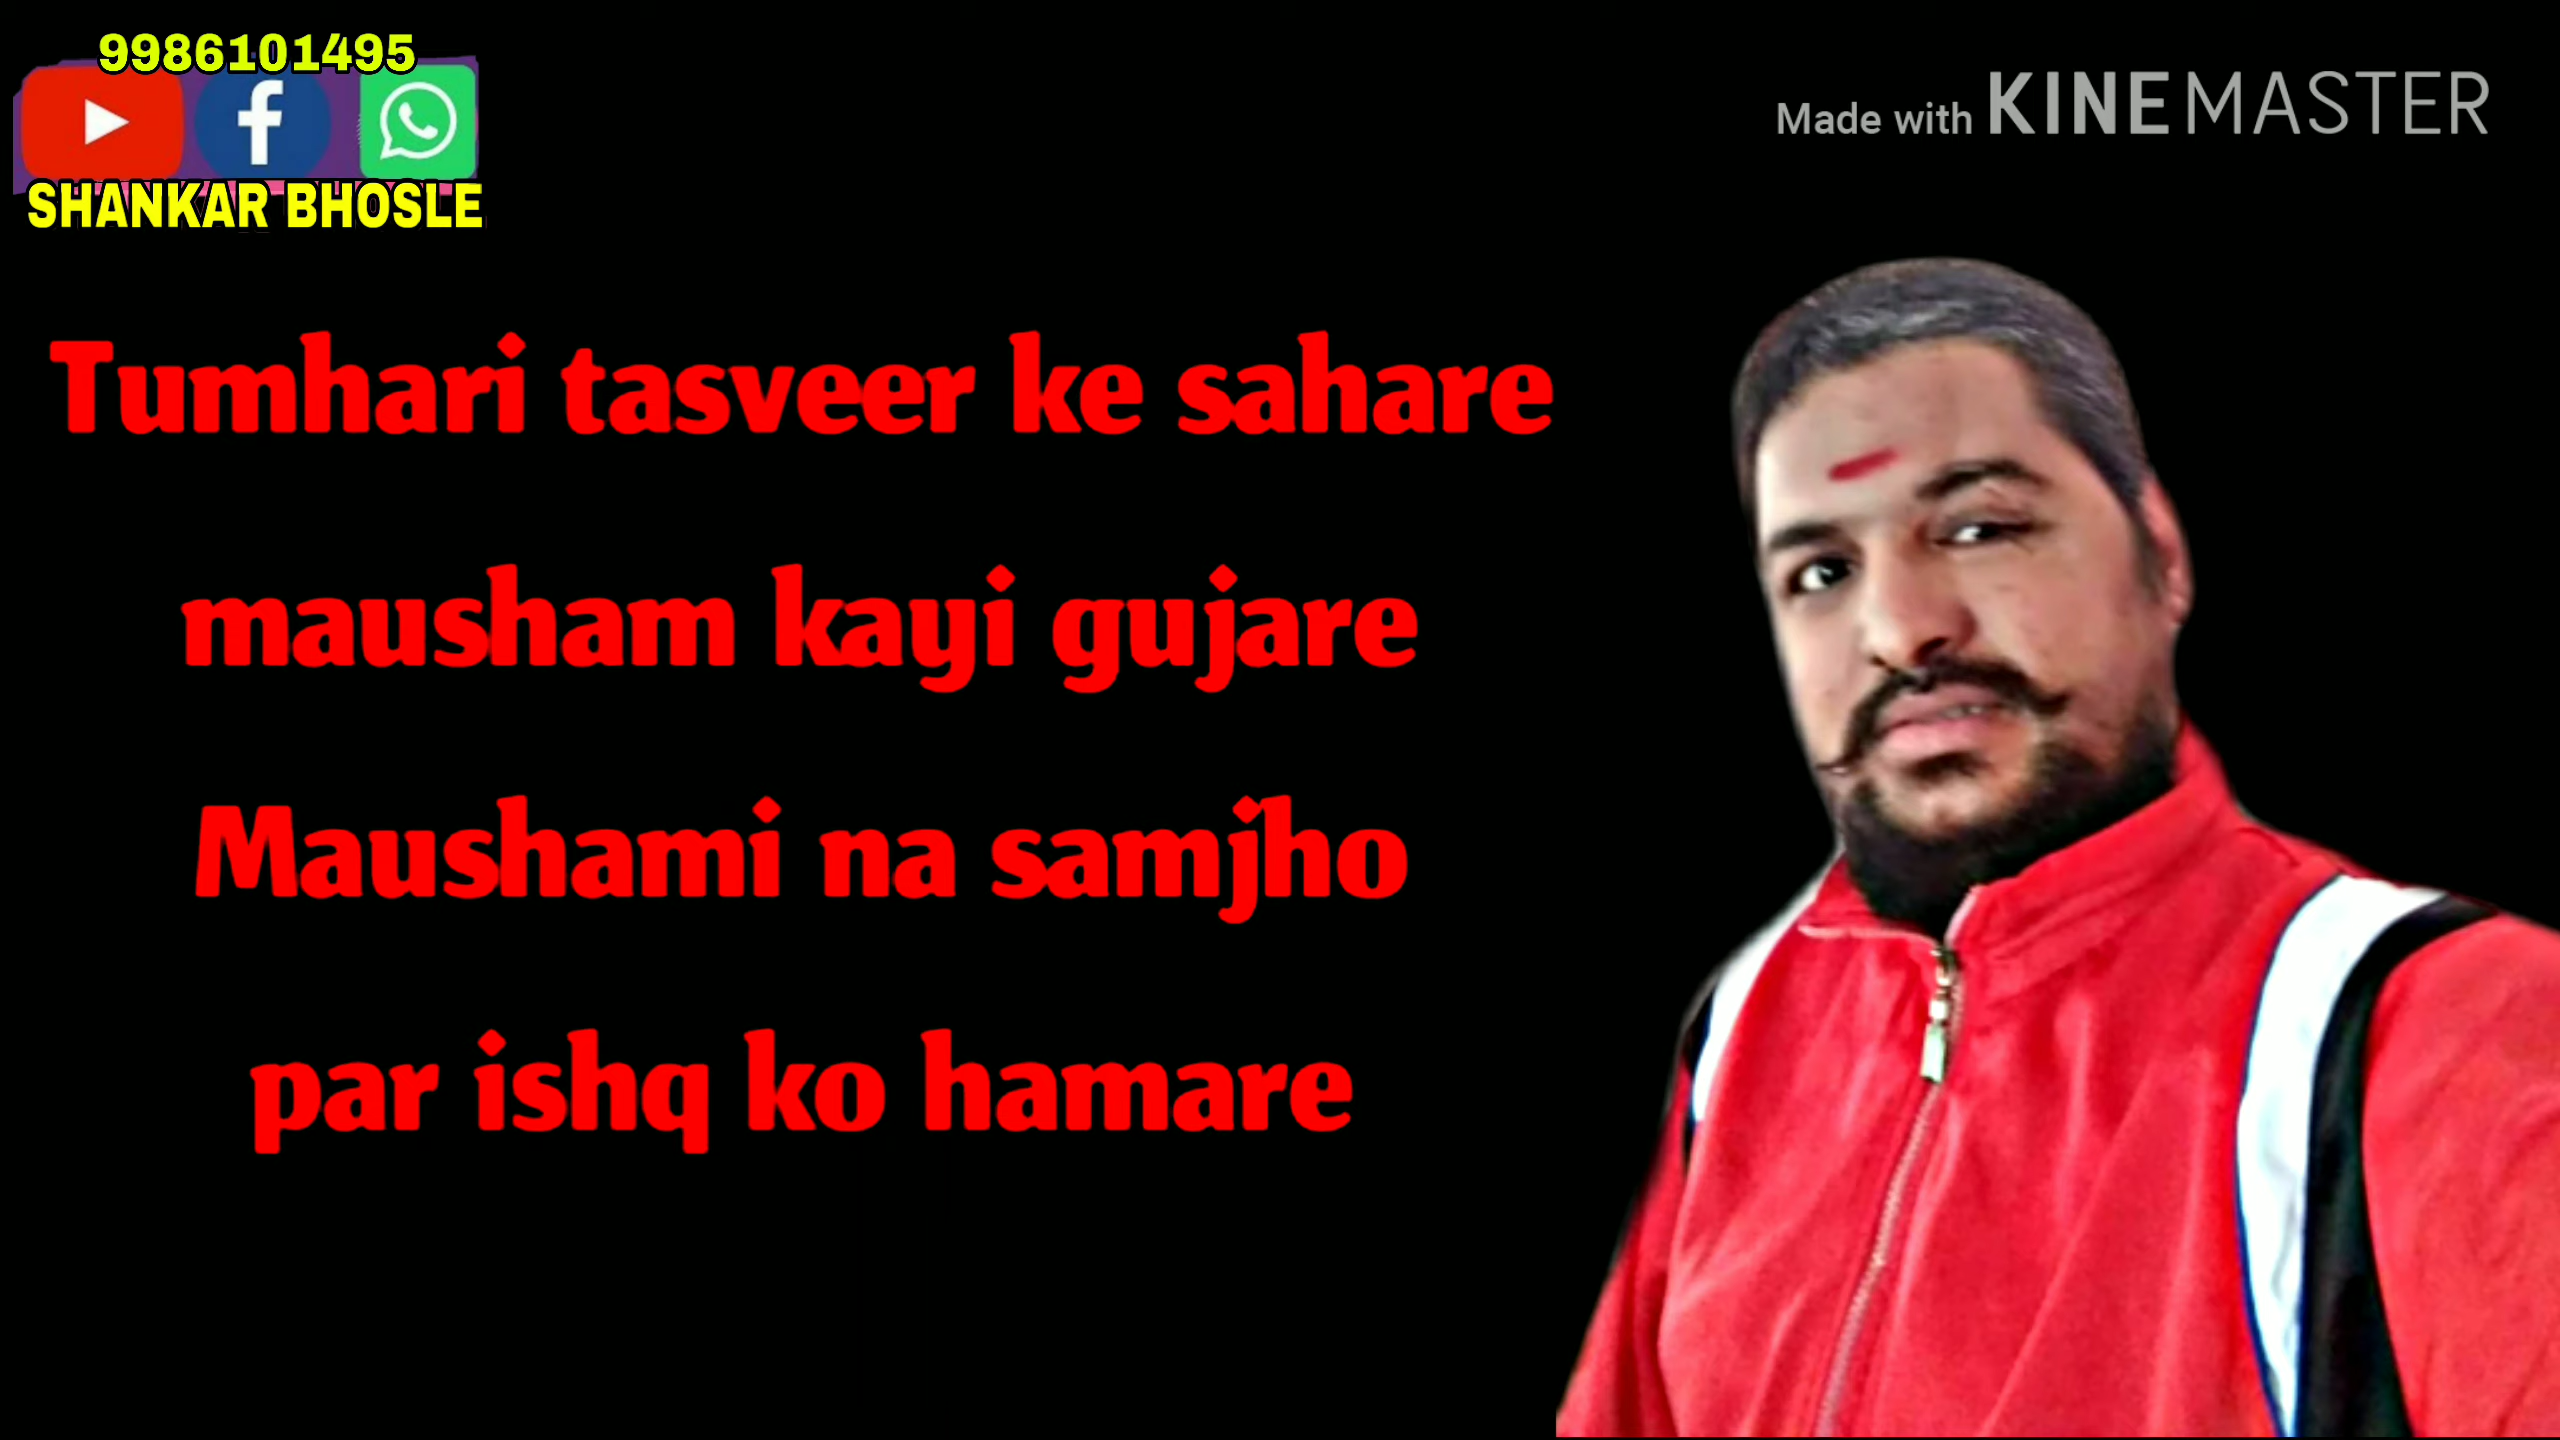 9986101495
SHANKAR BHOSLE
Made with KINEMASTER
Tumhari tasveer ke sahare
mausham kayi gujare
Maushami na samjho
par ishq ko hamare